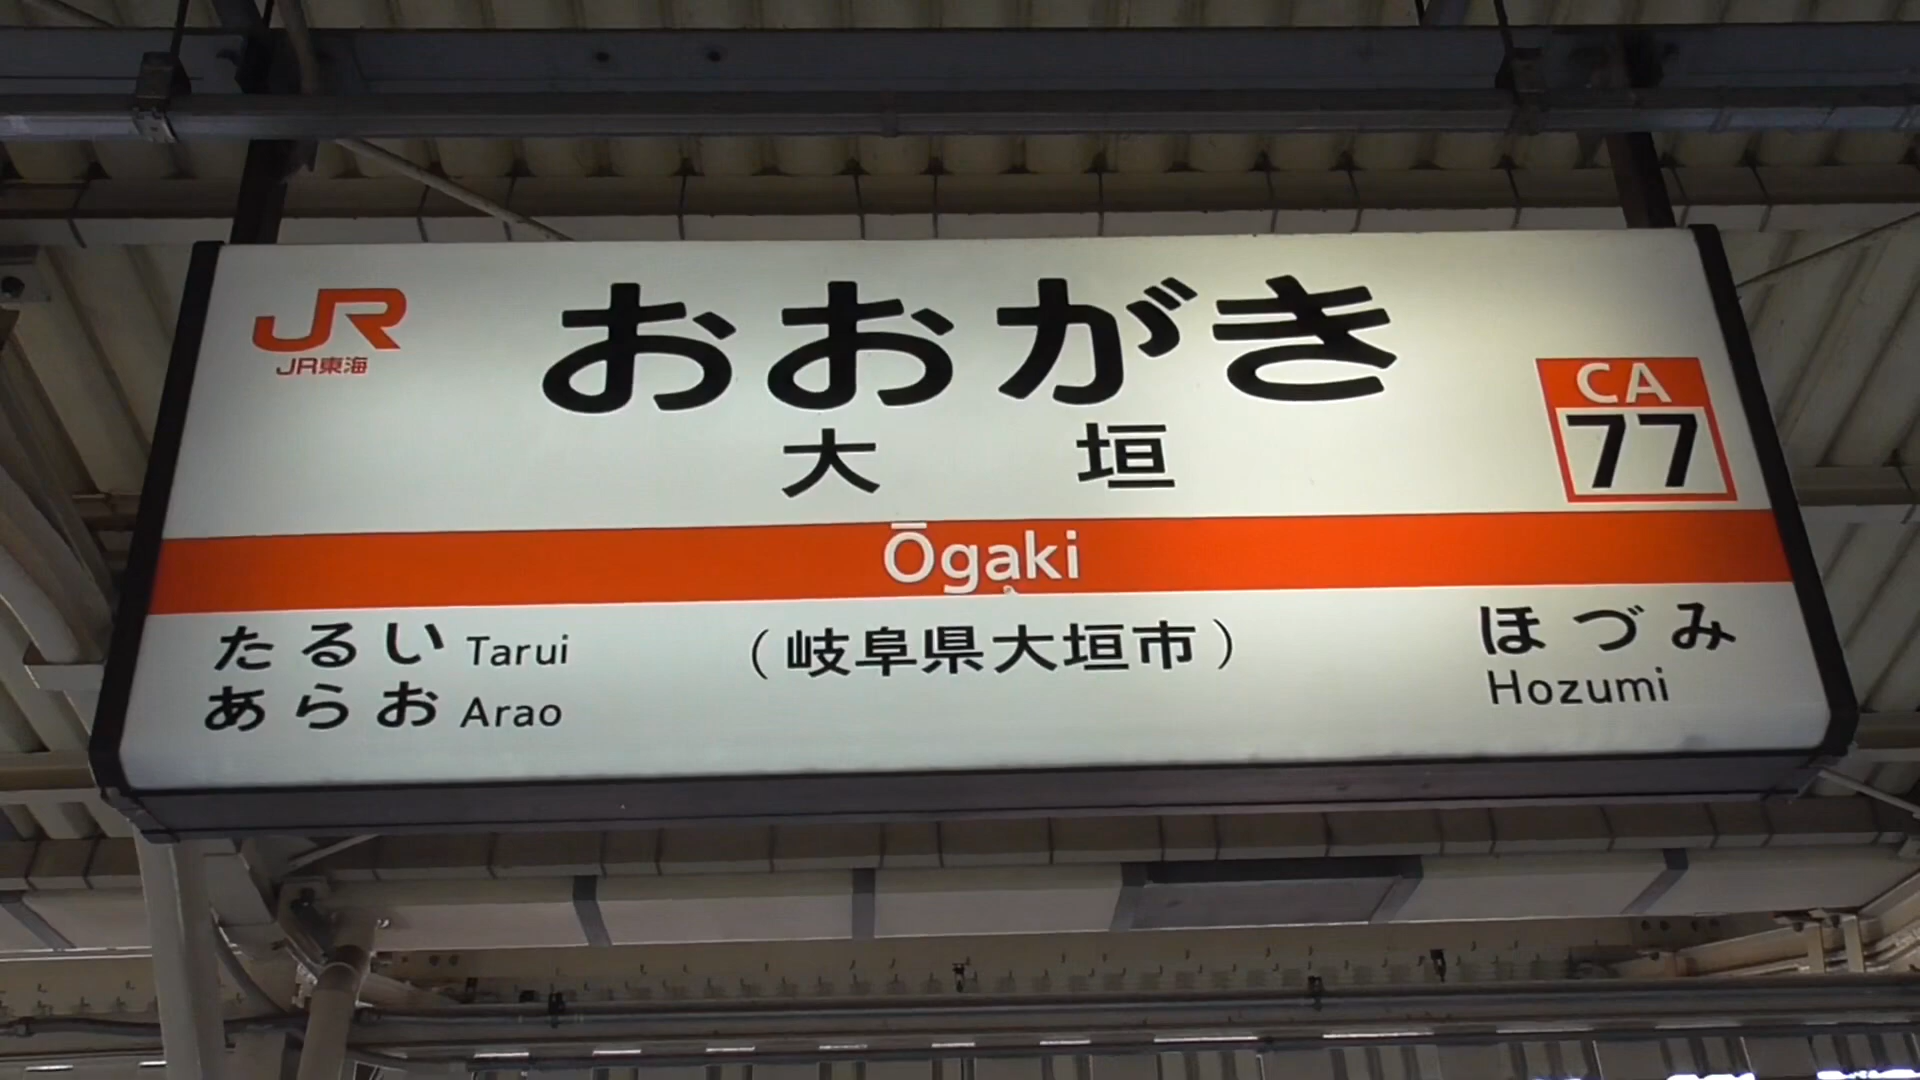 JR
JR東海
おおがき
大垣
CA
77
Ōgaki
たるい Tarui
あらお Arao
（岐阜県大垣市）
ほづみ
Hozumi